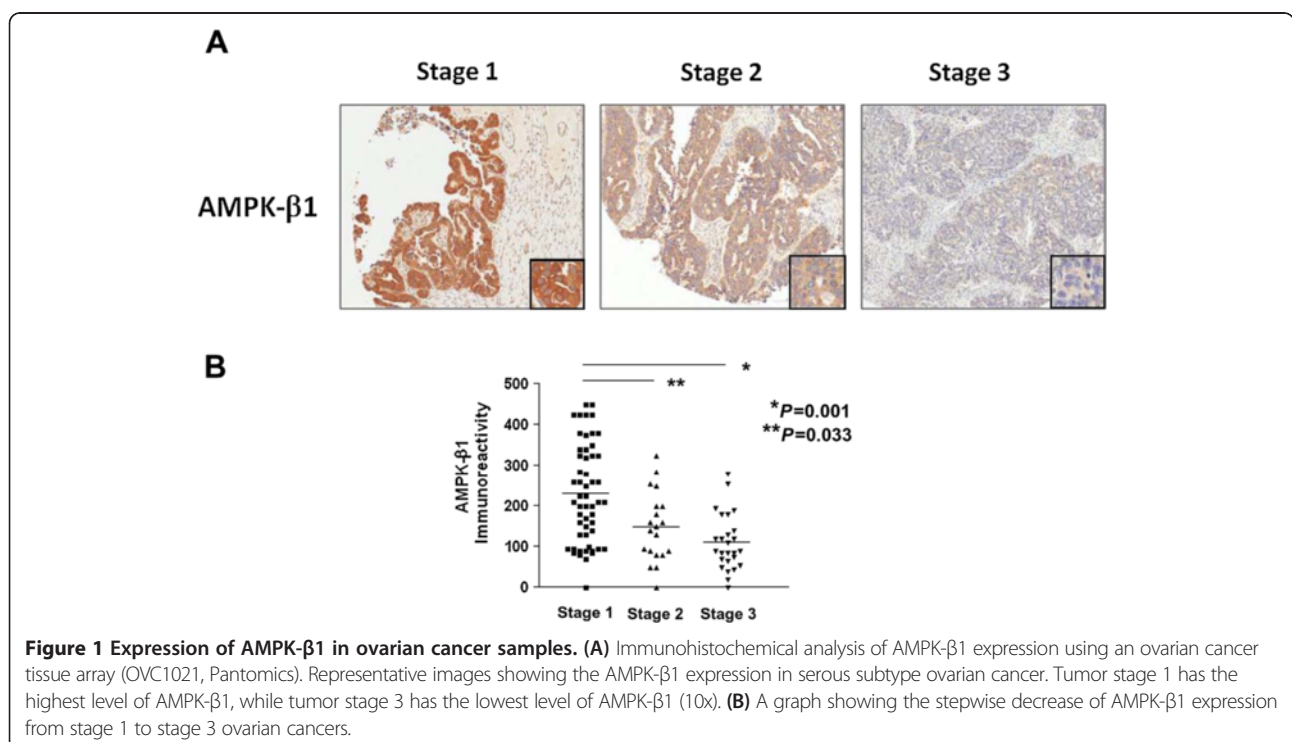 A
Stage 1 Stage 2 Stage 3
AMPK-β1
B
*
**
*P=0.001
**P=0.033
AMPK-β1
Immunoreactivity
500
400
300
200
100
0
Stage 1 Stage 2 Stage 3
Figure 1 Expression of AMPK-β1 in ovarian cancer samples. (A) Immunohistochemical analysis of AMPK-β1 expression using an ovarian cancer
tissue array (OVC1021, Pantomics). Representative images showing the AMPK-β1 expression in serous subtype ovarian cancer. Tumor stage 1 has the
highest level of AMPK-β1, while tumor stage 3 has the lowest level of AMPK-β1 (10x). (B) A graph showing the stepwise decrease of AMPK-β1 expression
from stage 1 to stage 3 ovarian cancers.